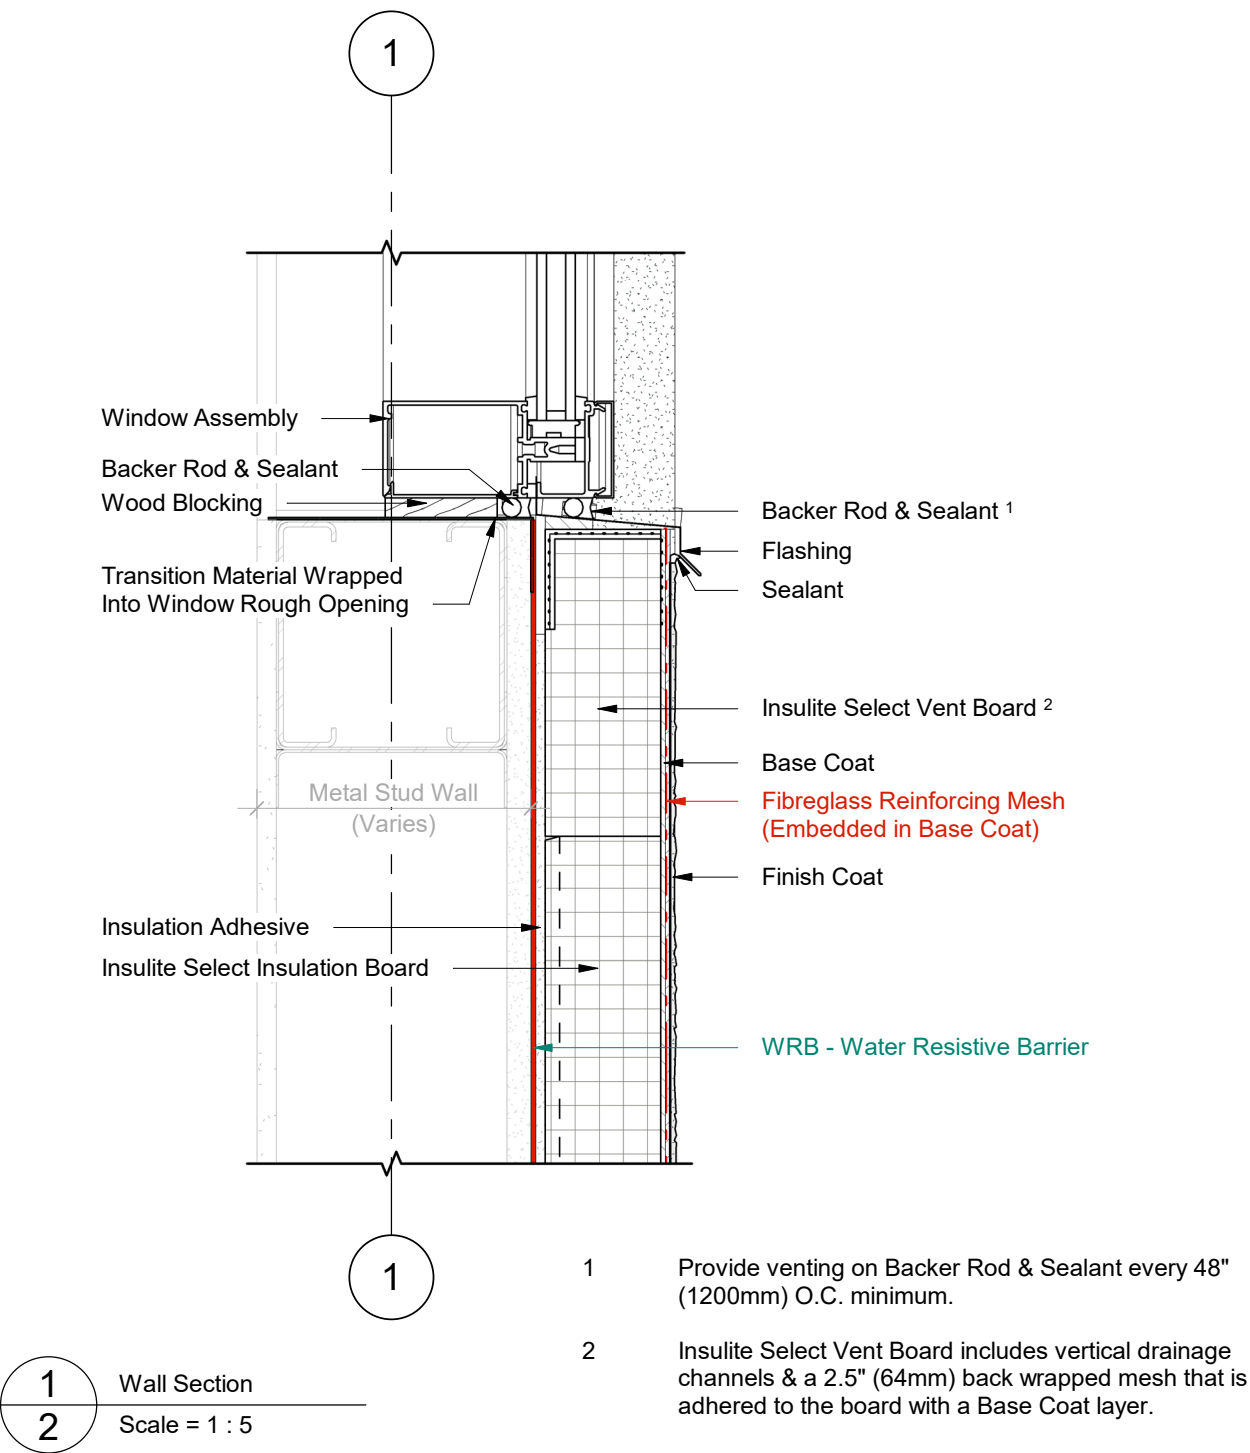 1
Window Assembly
Backer Rod & Sealant
Wood Blocking
Transition Material Wrapped
Into Window Rough Opening
Backer Rod & Sealant 1
Flashing
Sealant
Insulite Select Vent Board 2
Base Coat
Fibreglass Reinforcing Mesh
(Embedded in Base Coat)
Finish Coat
Metal Stud Wall
(Varies)
Insulation Adhesive
Insulite Select Insulation Board
WRB - Water Resistive Barrier
1
1 Provide venting on Backer Rod & Sealant every 48"
(1200mm) O.C. minimum.
2 Insulite Select Vent Board includes vertical drainage
channels & a 2.5" (64mm) back wrapped mesh that is
adhered to the board with a Base Coat layer.
1 Wall Section
2 Scale = 1 : 5